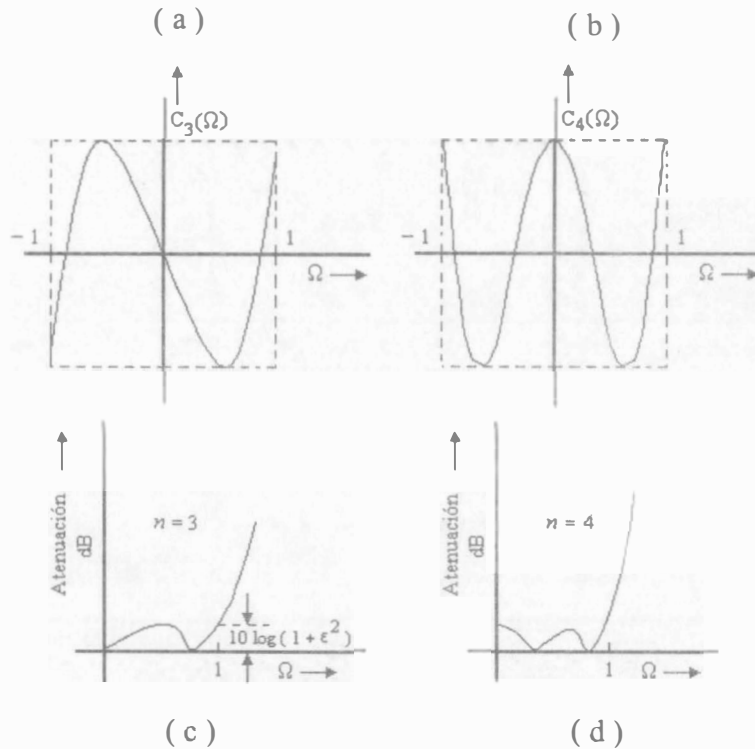 ( a )
( b )
C₃(Ω)
C₄(Ω)
−1
1
Ω
−1
1
Ω
Atenuación
dB
n = 3
10 log( 1 + ε² )
1
Ω
Atenuación
dB
n = 4
1
Ω
( c )
( d )